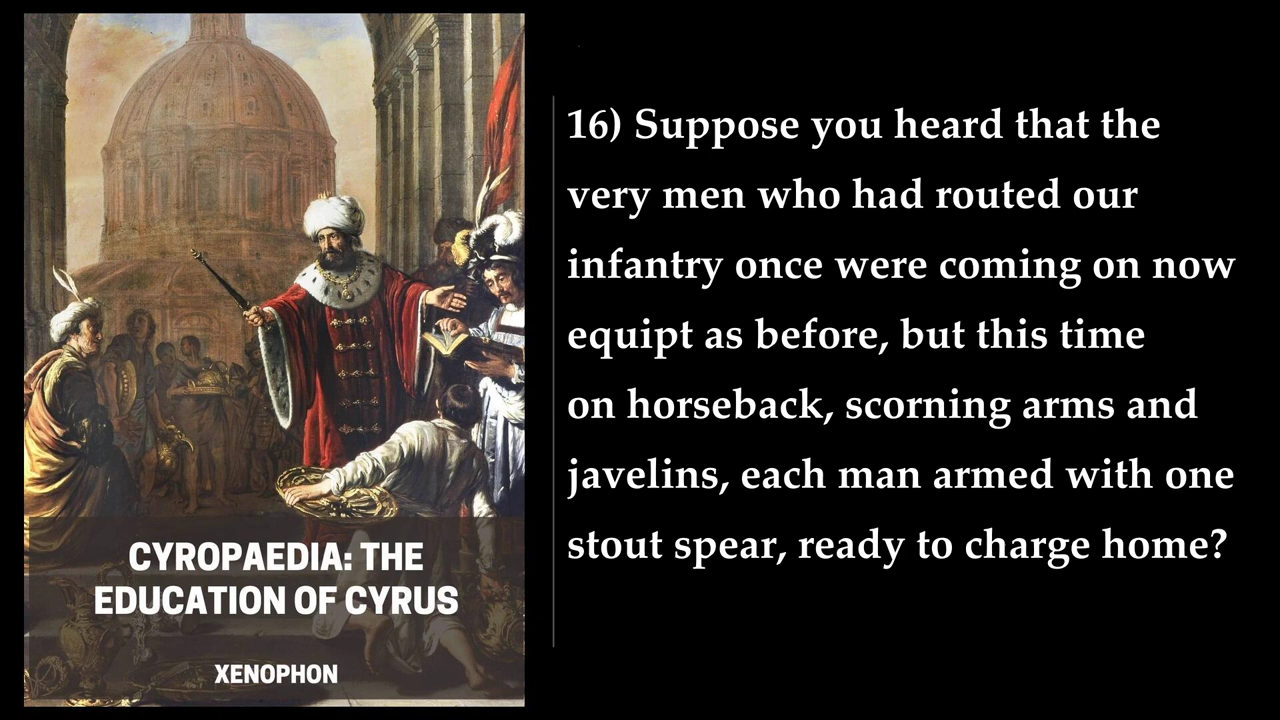 CYROPAEDIA: THE
EDUCATION OF CYRUS
XENOPHON
16) Suppose you heard that the
very men who had routed our
infantry once were coming on now
equipt as before, but this time
on horseback, scorning arms and
javelins, each man armed with one
stout spear, ready to charge home?